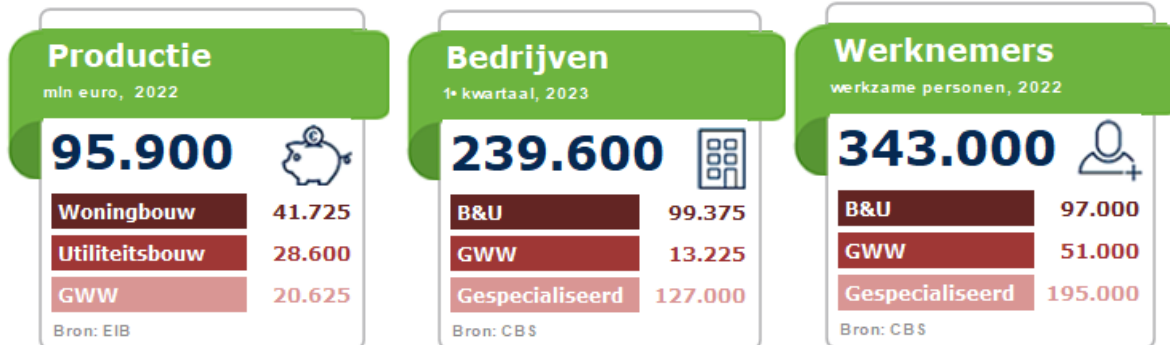 Productie
mln euro, 2022
95.900
Woningbouw 41.725
Utiliteitsbouw 28.600
GWW 20.625
Bron: EIB
Bedrijven
1e kwartaal, 2023
239.600
B&U 99.375
GWW 13.225
Gespecialiseerd 127.000
Bron: CBS
Werknemers
werkzame personen, 2022
343.000
B&U 97.000
GWW 51.000
Gespecialiseerd 195.000
Bron: CBS